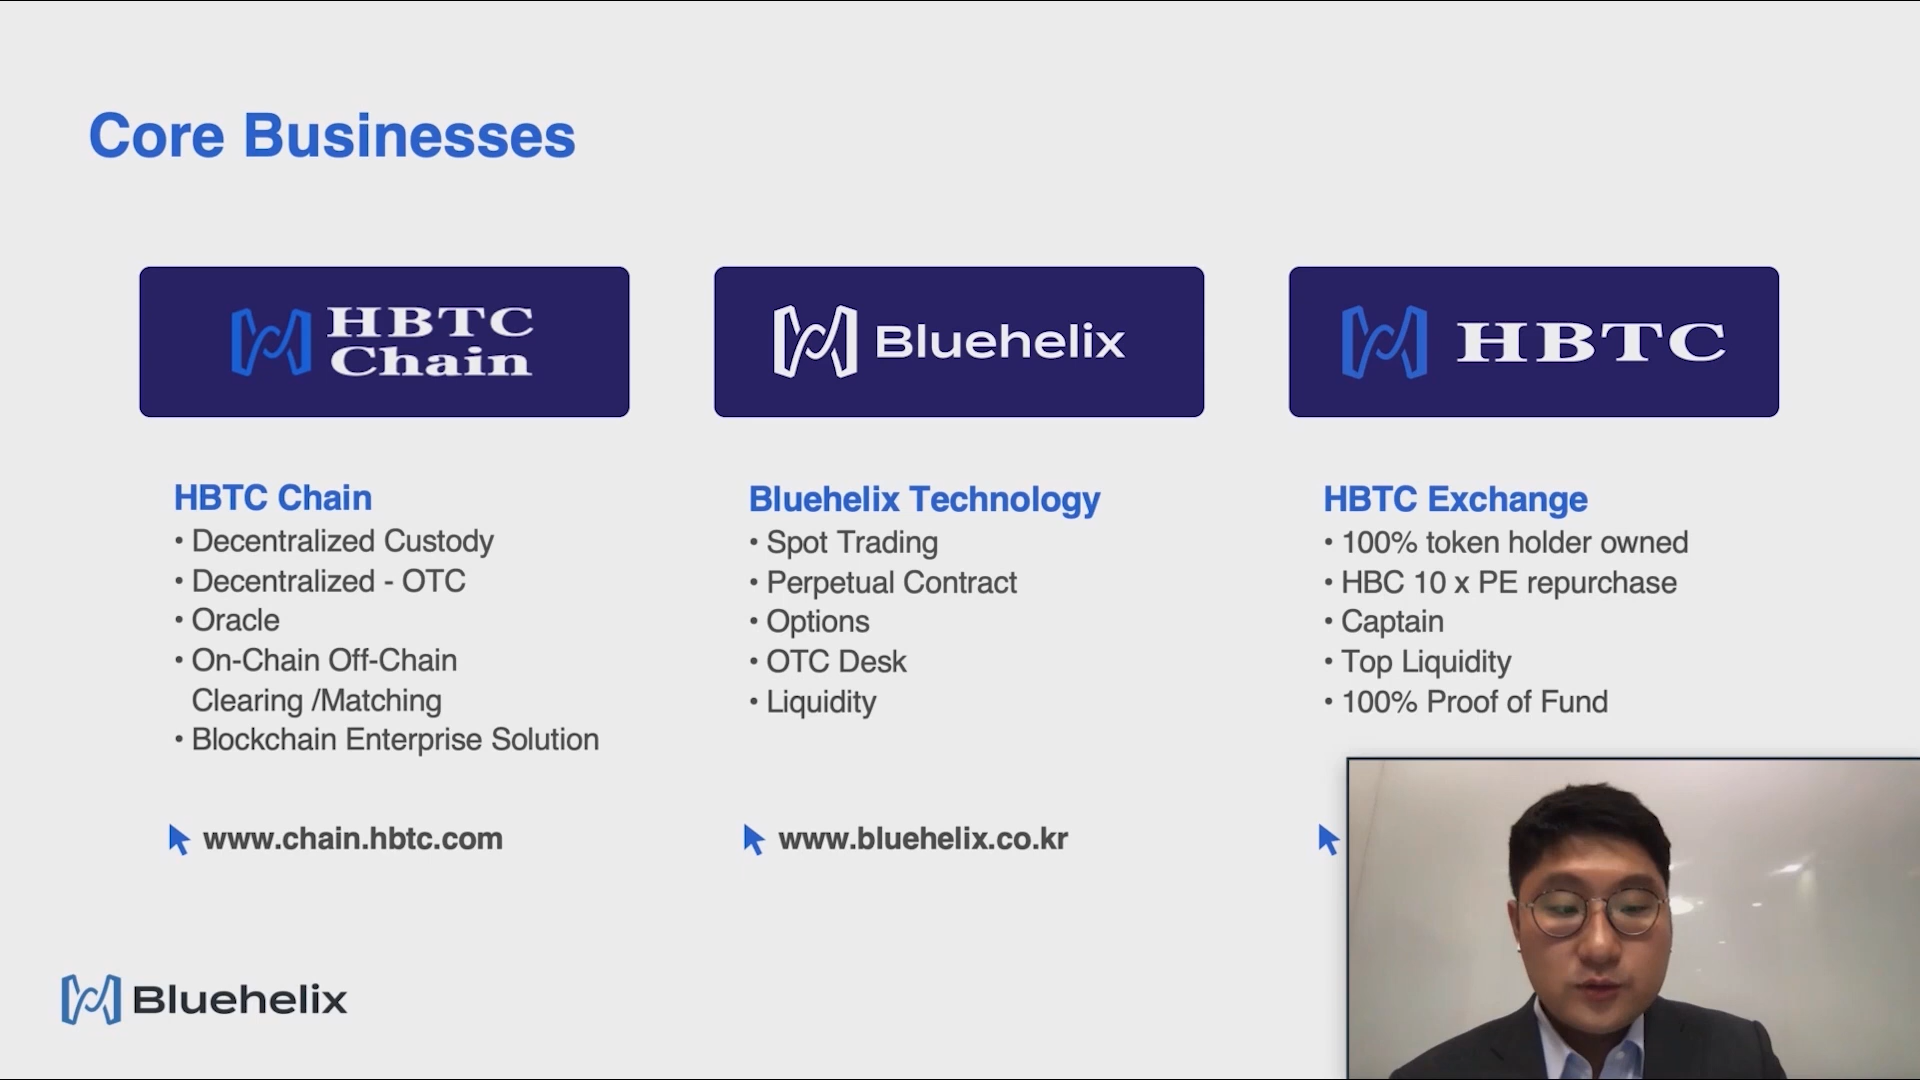 Core Businesses
HBTC
Chain
Bluehelix
HBTC
HBTC Chain
• Decentralized Custody
• Decentralized - OTC
• Oracle
• On-Chain Off-Chain
Clearing /Matching
• Blockchain Enterprise Solution
www.chain.hbtc.com
Bluehelix Technology
• Spot Trading
• Perpetual Contract
• Options
• OTC Desk
• Liquidity
www.bluehelix.co.kr
HBTC Exchange
• 100% token holder owned
• HBC 10 x PE repurchase
• Captain
• Top Liquidity
• 100% Proof of Fund
Bluehelix